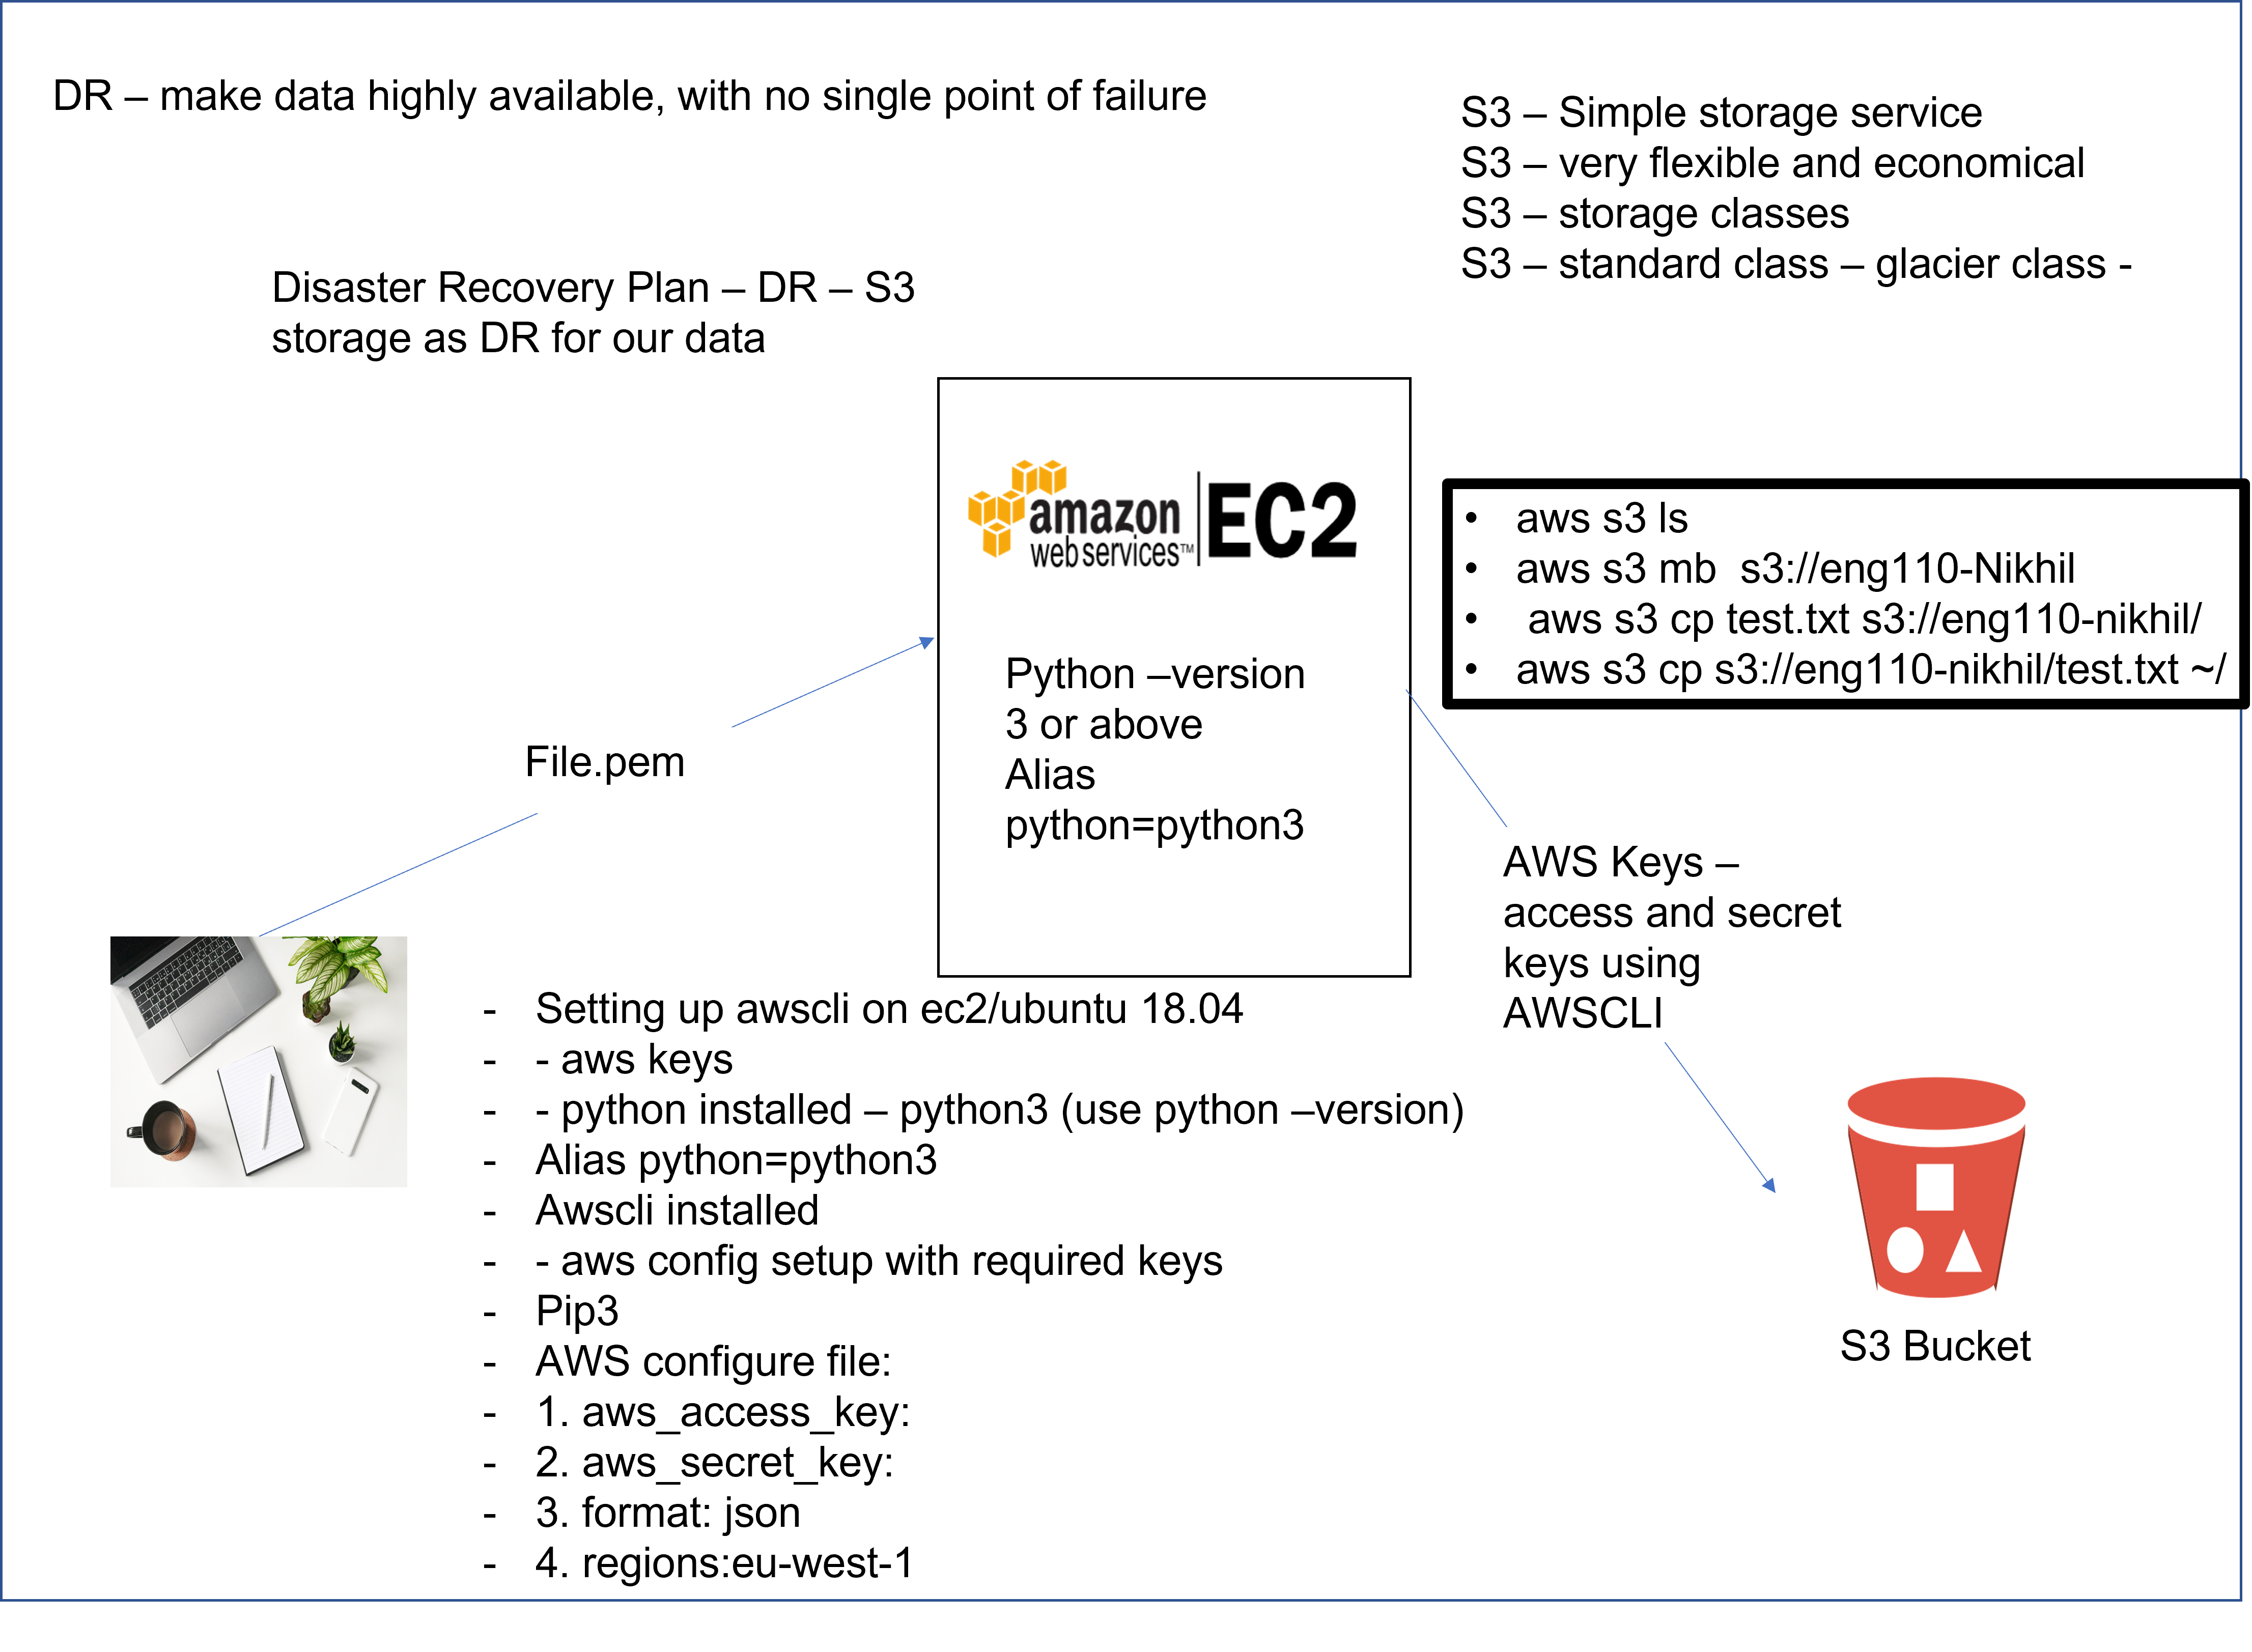 DR – make data highly available, with no single point of failure
S3 – Simple storage service
S3 – very flexible and economical
S3 – storage classes
S3 – standard class – glacier class -
Disaster Recovery Plan – DR – S3
storage as DR for our data
amazon
web services™
EC2
• aws s3 ls
• aws s3 mb  s3://eng110-Nikhil
•  aws s3 cp test.txt s3://eng110-nikhil/
• aws s3 cp s3://eng110-nikhil/test.txt ~/
Python –version
3 or above
Alias
python=python3
File.pem
AWS Keys –
access and secret
keys using
AWSCLI
- Setting up awscli on ec2/ubuntu 18.04
- - aws keys
- - python installed – python3 (use python –version)
- Alias python=python3
- Awscli installed
- - aws config setup with required keys
- Pip3
- AWS configure file:
- 1. aws_access_key:
- 2. aws_secret_key:
- 3. format: json
- 4. regions:eu-west-1
S3 Bucket